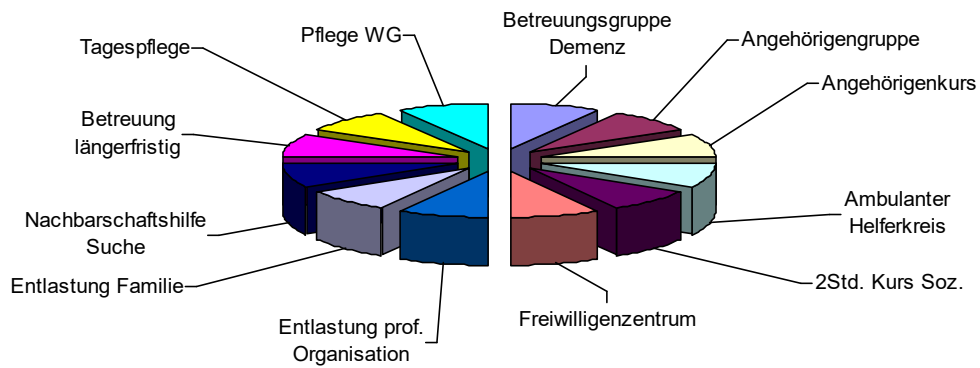 Betreuungsgruppe
Demenz
Angehörigengruppe
Angehörigenkurs
Ambulanter
Helferkreis
2Std. Kurs Soz.
Freiwilligenzentrum
Entlastung prof.
Organisation
Entlastung Familie
Nachbarschaftshilfe
Suche
Betreuung
längerfristig
Tagespflege
Pflege WG